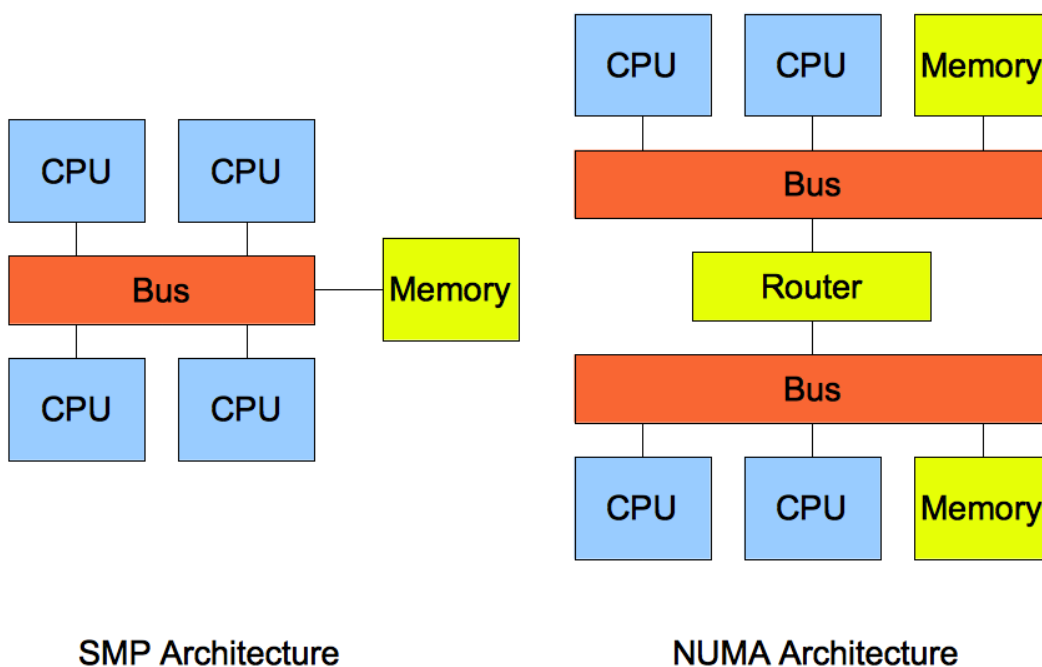 CPU
CPU
Bus
Memory
CPU
CPU
SMP Architecture
CPU
CPU
Memory
Bus
Router
Bus
CPU
CPU
Memory
NUMA Architecture